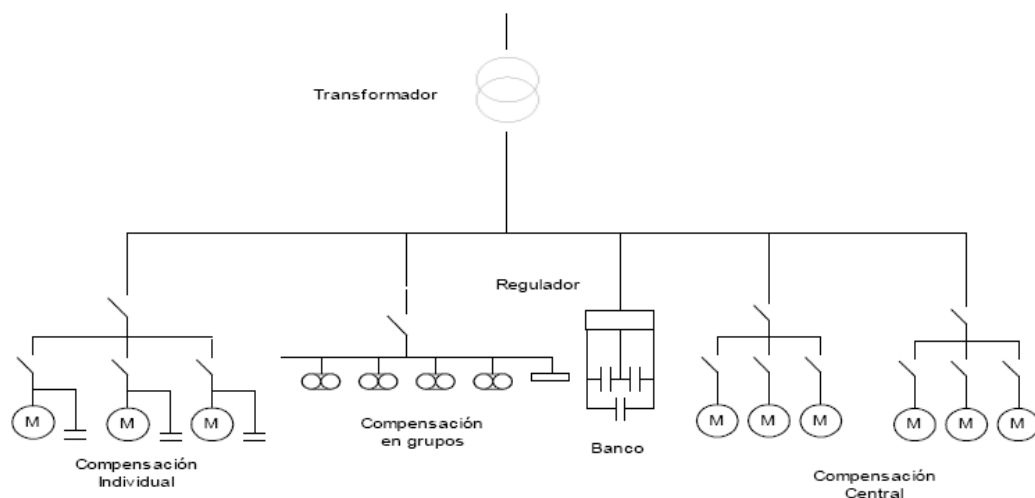 Transformador
Regulador
M
M
M
M
M
M
M
M
M
Compensación
en grupos
Banco
Compensación
Individual
Compensación
Central